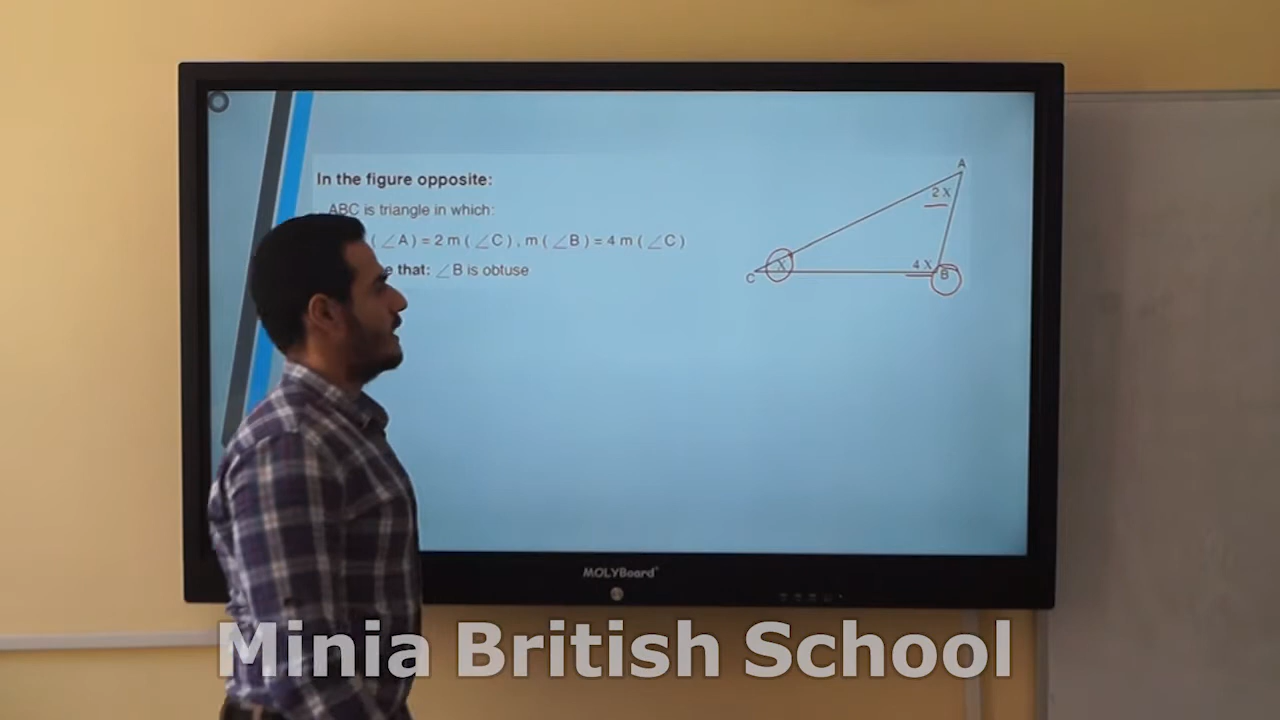 In the figure opposite:
ABC is triangle in which:
( ∠A ) = 2 m ( ∠C ) , m ( ∠B ) = 4 m ( ∠C )
that: ∠B is obtuse
A
2 X
X
4 X
C
B
MOLYBoard
Minia British School